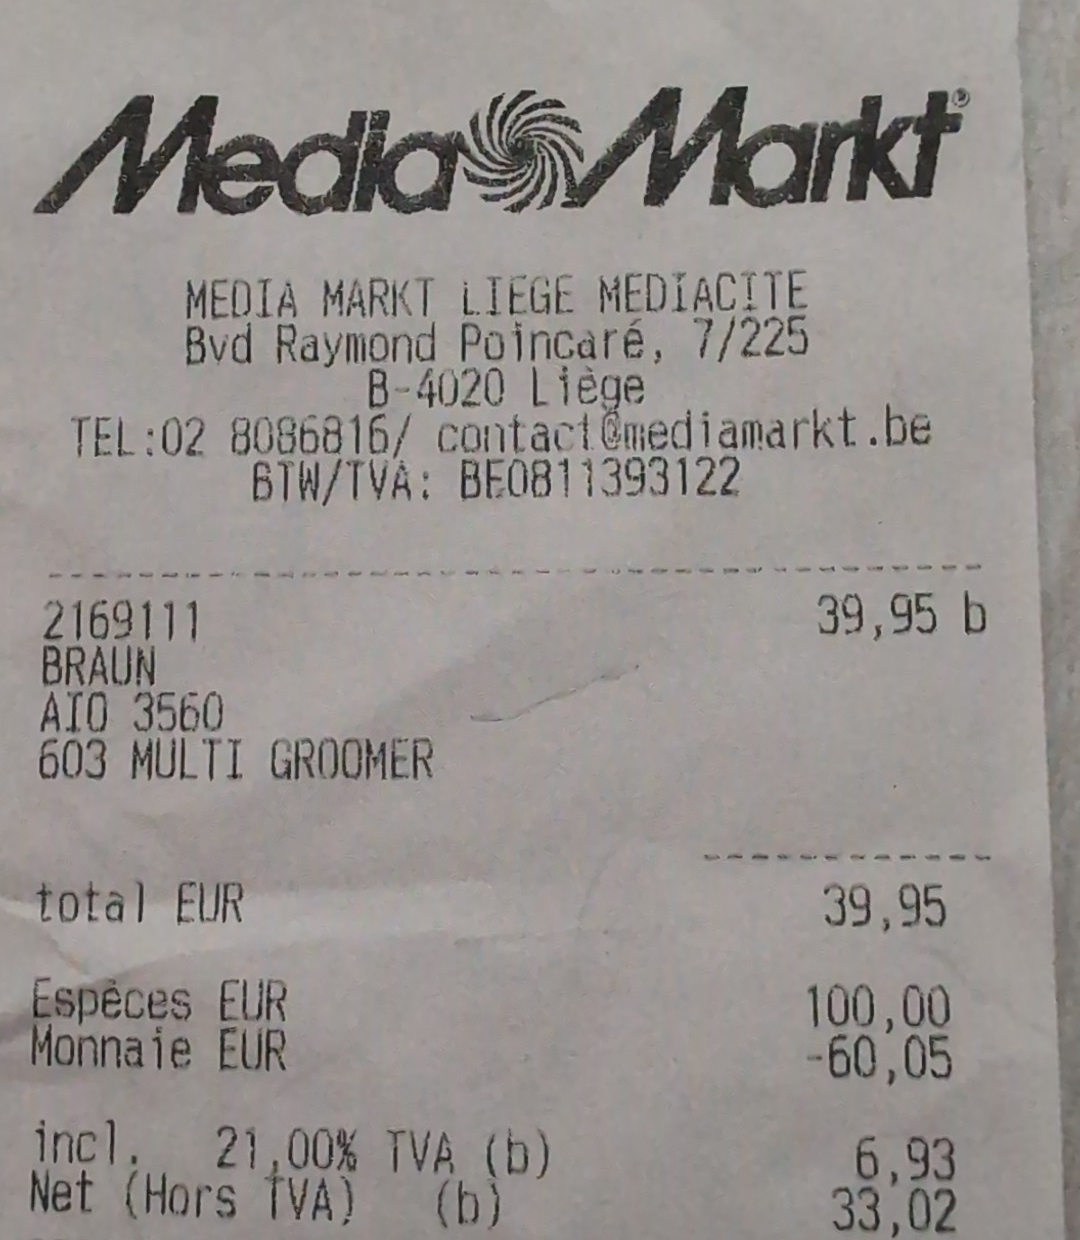 Media Markt®
MEDIA MARKT LIEGE MEDIACITE
Bvd Raymond Poincaré, 7/225
B-4020 Liège
TEL:02 8086816/ contact@mediamarkt.be
BTW/TVA: BE0811393122
2169111 39,95 b
BRAUN
AIO 3560
603 MULTI GROOMER
total EUR 39,95
Espèces EUR 100,00
Monnaie EUR -60,05
incl. 21,00% TVA (b) 6,93
Net (Hors TVA) (b) 33,02